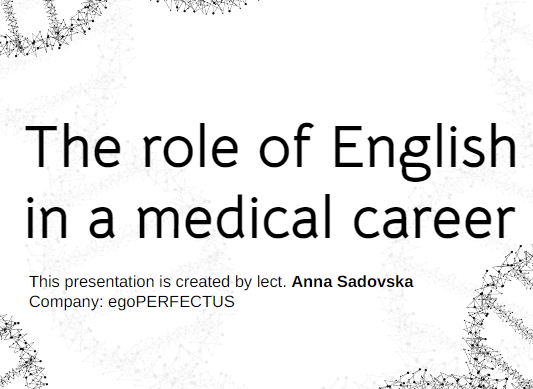 The role of English
in a medical career
This presentation is created by lect. Anna Sadovska
Company: egoPERFECTUS